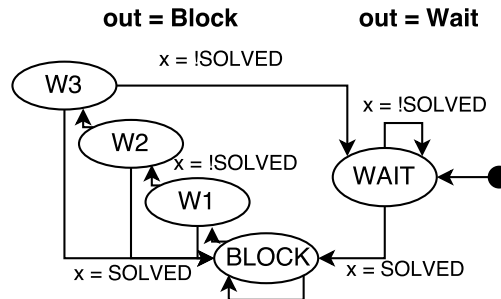 out = Block
out = Wait
x = !SOLVED
W3
x = !SOLVED
W2
x = !SOLVED
WAIT
W1
BLOCK
x = SOLVED
x = SOLVED